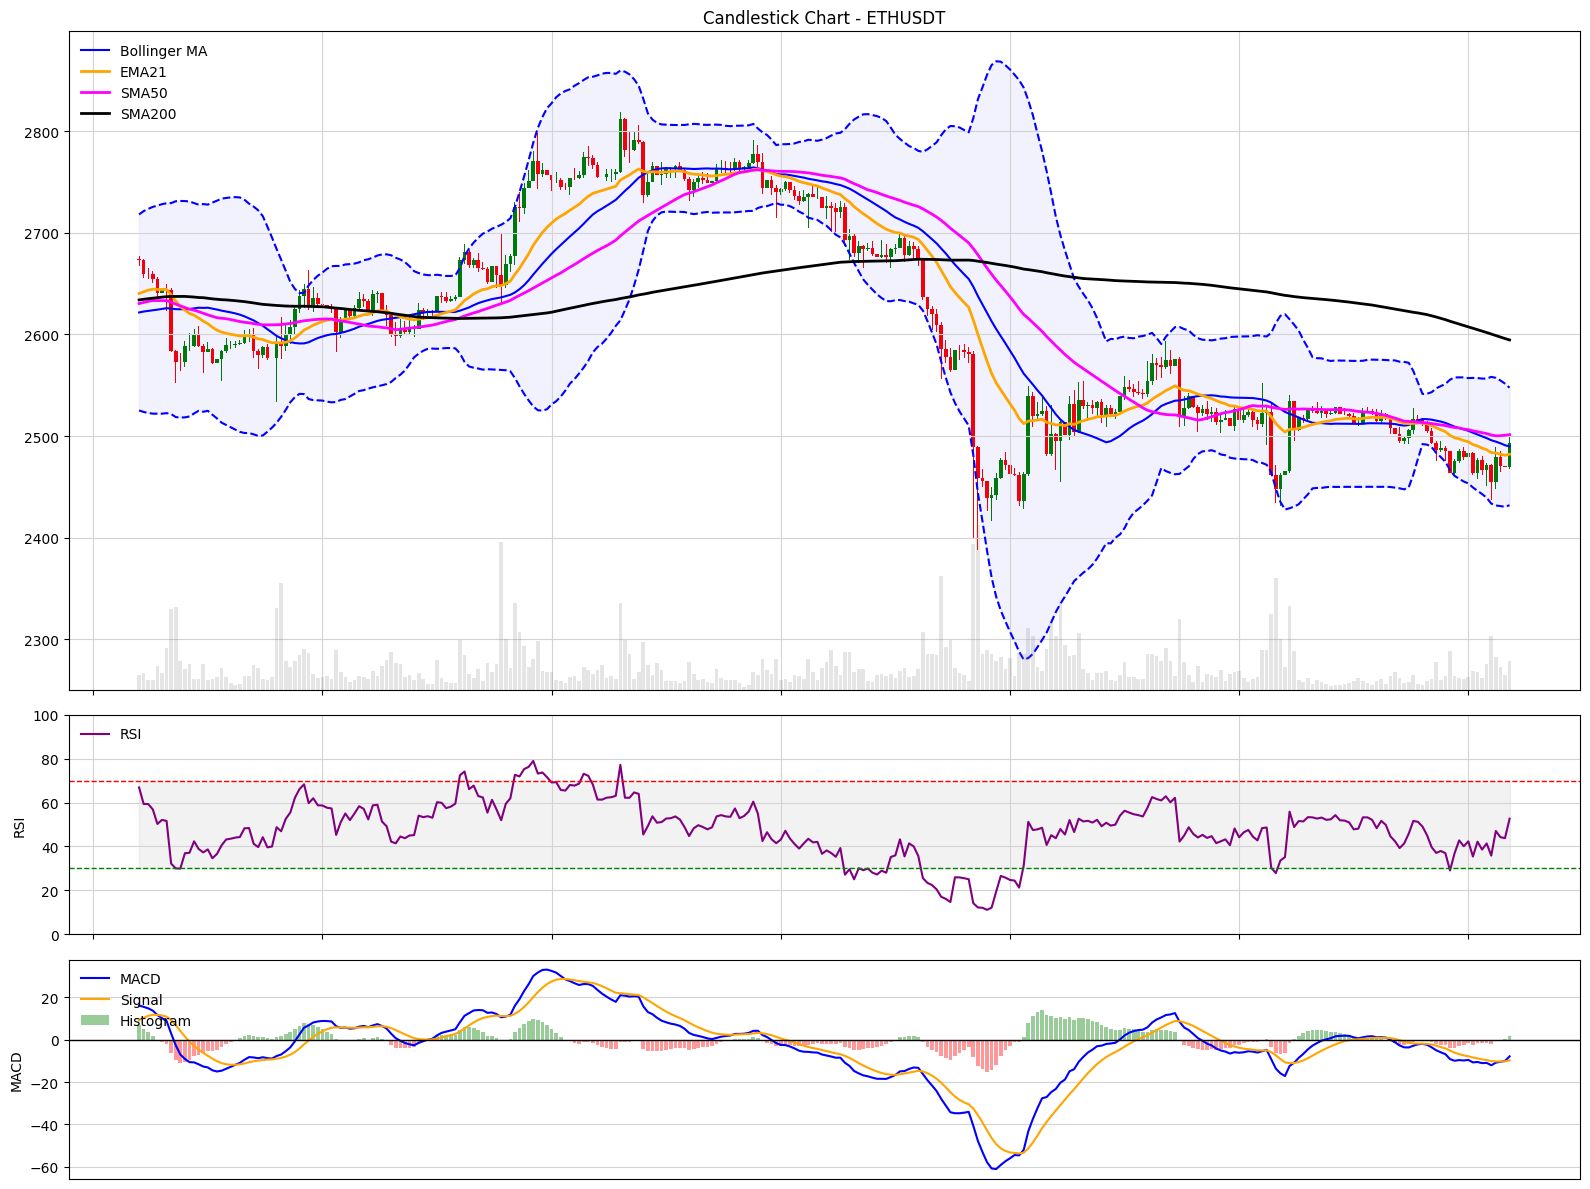 Candlestick Chart - ETHUSDT
Bollinger MA
EMA21
SMA50
SMA200
2800
2700
2600
2500
2400
2300
100
80
60
40
20
0
RSI
RSI
20
0
−20
−40
−60
MACD
MACD
Signal
Histogram